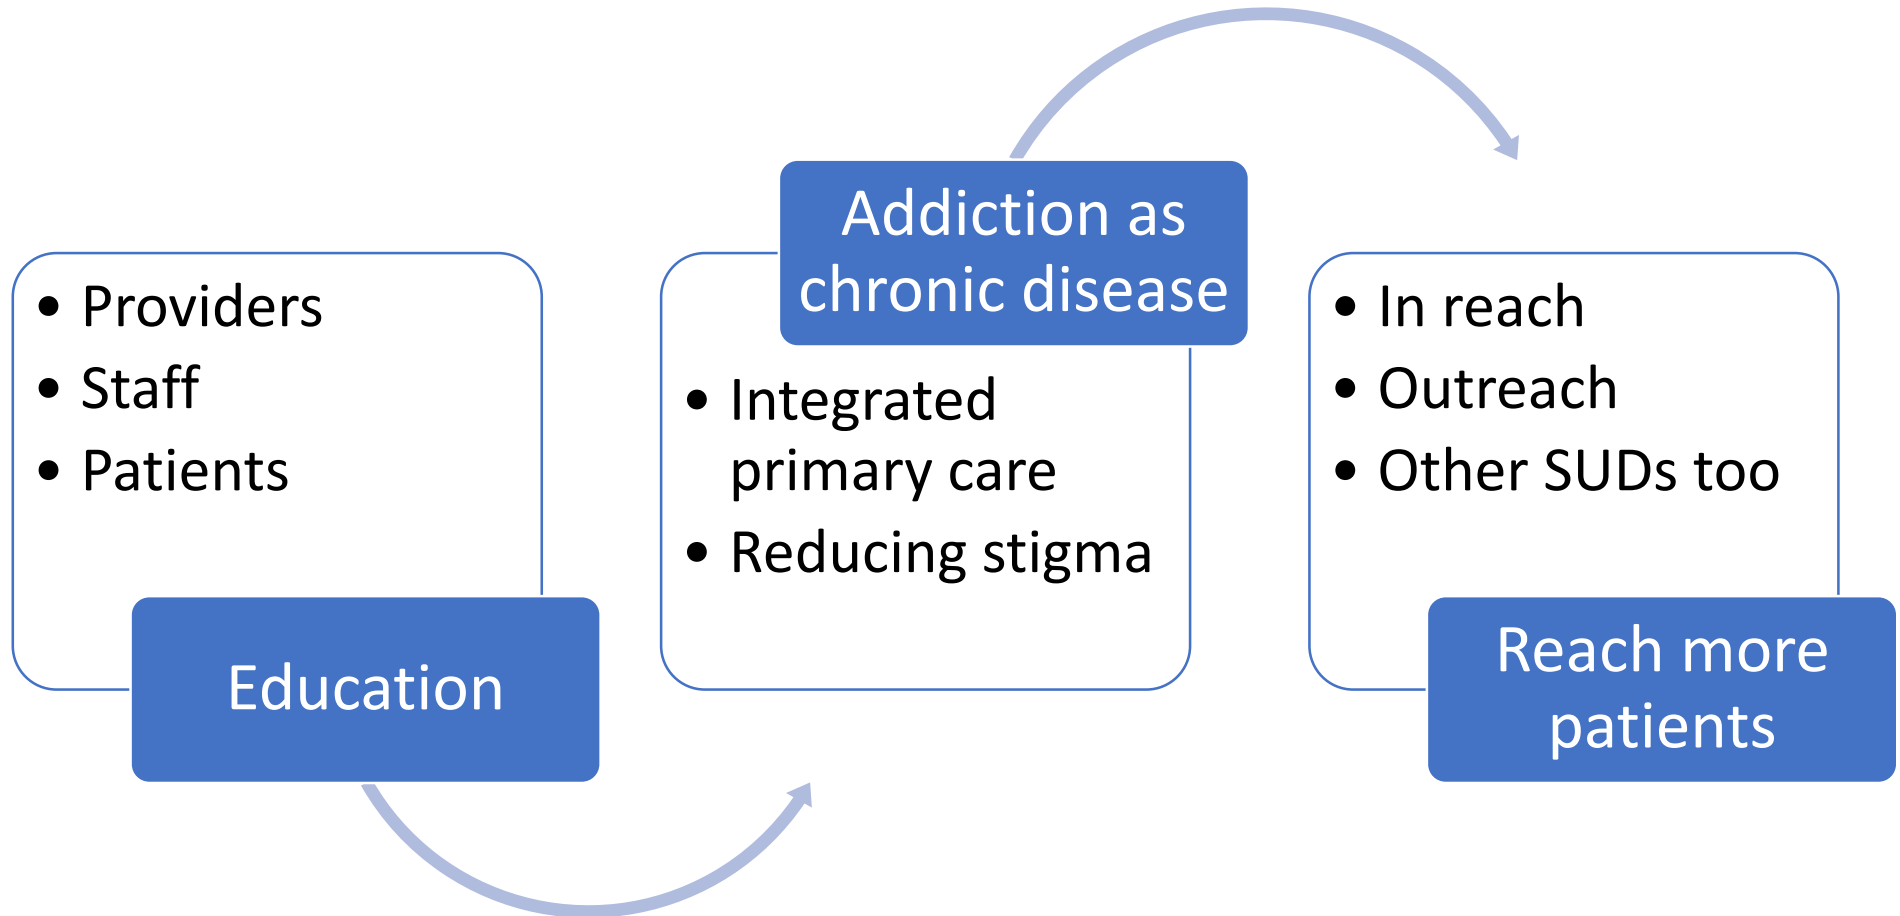 • Providers
• Staff
• Patients
Education
Addiction as
chronic disease
• Integrated
primary care
• Reducing stigma
• In reach
• Outreach
• Other SUDs too
Reach more
patients